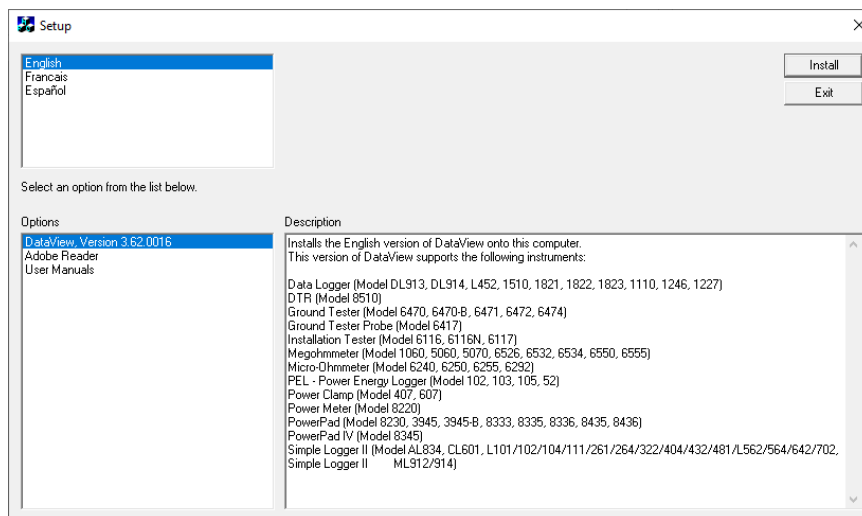 Setup
English
Francais
Español
Install
Exit
Select an option from the list below.
Options
DataView, Version 3.62.0016
Adobe Reader
User Manuals
Description
Installs the English version of DataView onto this computer.
This version of DataView supports the following instruments:
Data Logger (Model DL913, DL914, L452, 1510, 1821, 1822, 1823, 1110, 1246, 1227)
DTR (Model 8510)
Ground Tester (Model 6470, 6470-B, 6471, 6472, 6474)
Ground Tester Probe (Model 6417)
Installation Tester (Model 6116, 6116N, 6117)
Megohmmeter (Model 1060, 5060, 5070, 6526, 6532, 6534, 6550, 6555)
Micro-Ohmmeter (Model 6240, 6250, 6255, 6292)
PEL - Power Energy Logger (Model 102, 103, 105, 52)
Power Clamp (Model 407, 607)
Power Meter (Model 8220)
PowerPad (Model 8230, 3945, 3945-B, 8333, 8335, 8336, 8435, 8436)
PowerPad IV (Model 8345)
Simple Logger II (Model AL834, CL601, L101/102/104/111/261/264/322/404/432/481/L562/564/642/702,
Simple Logger II ML912/914)